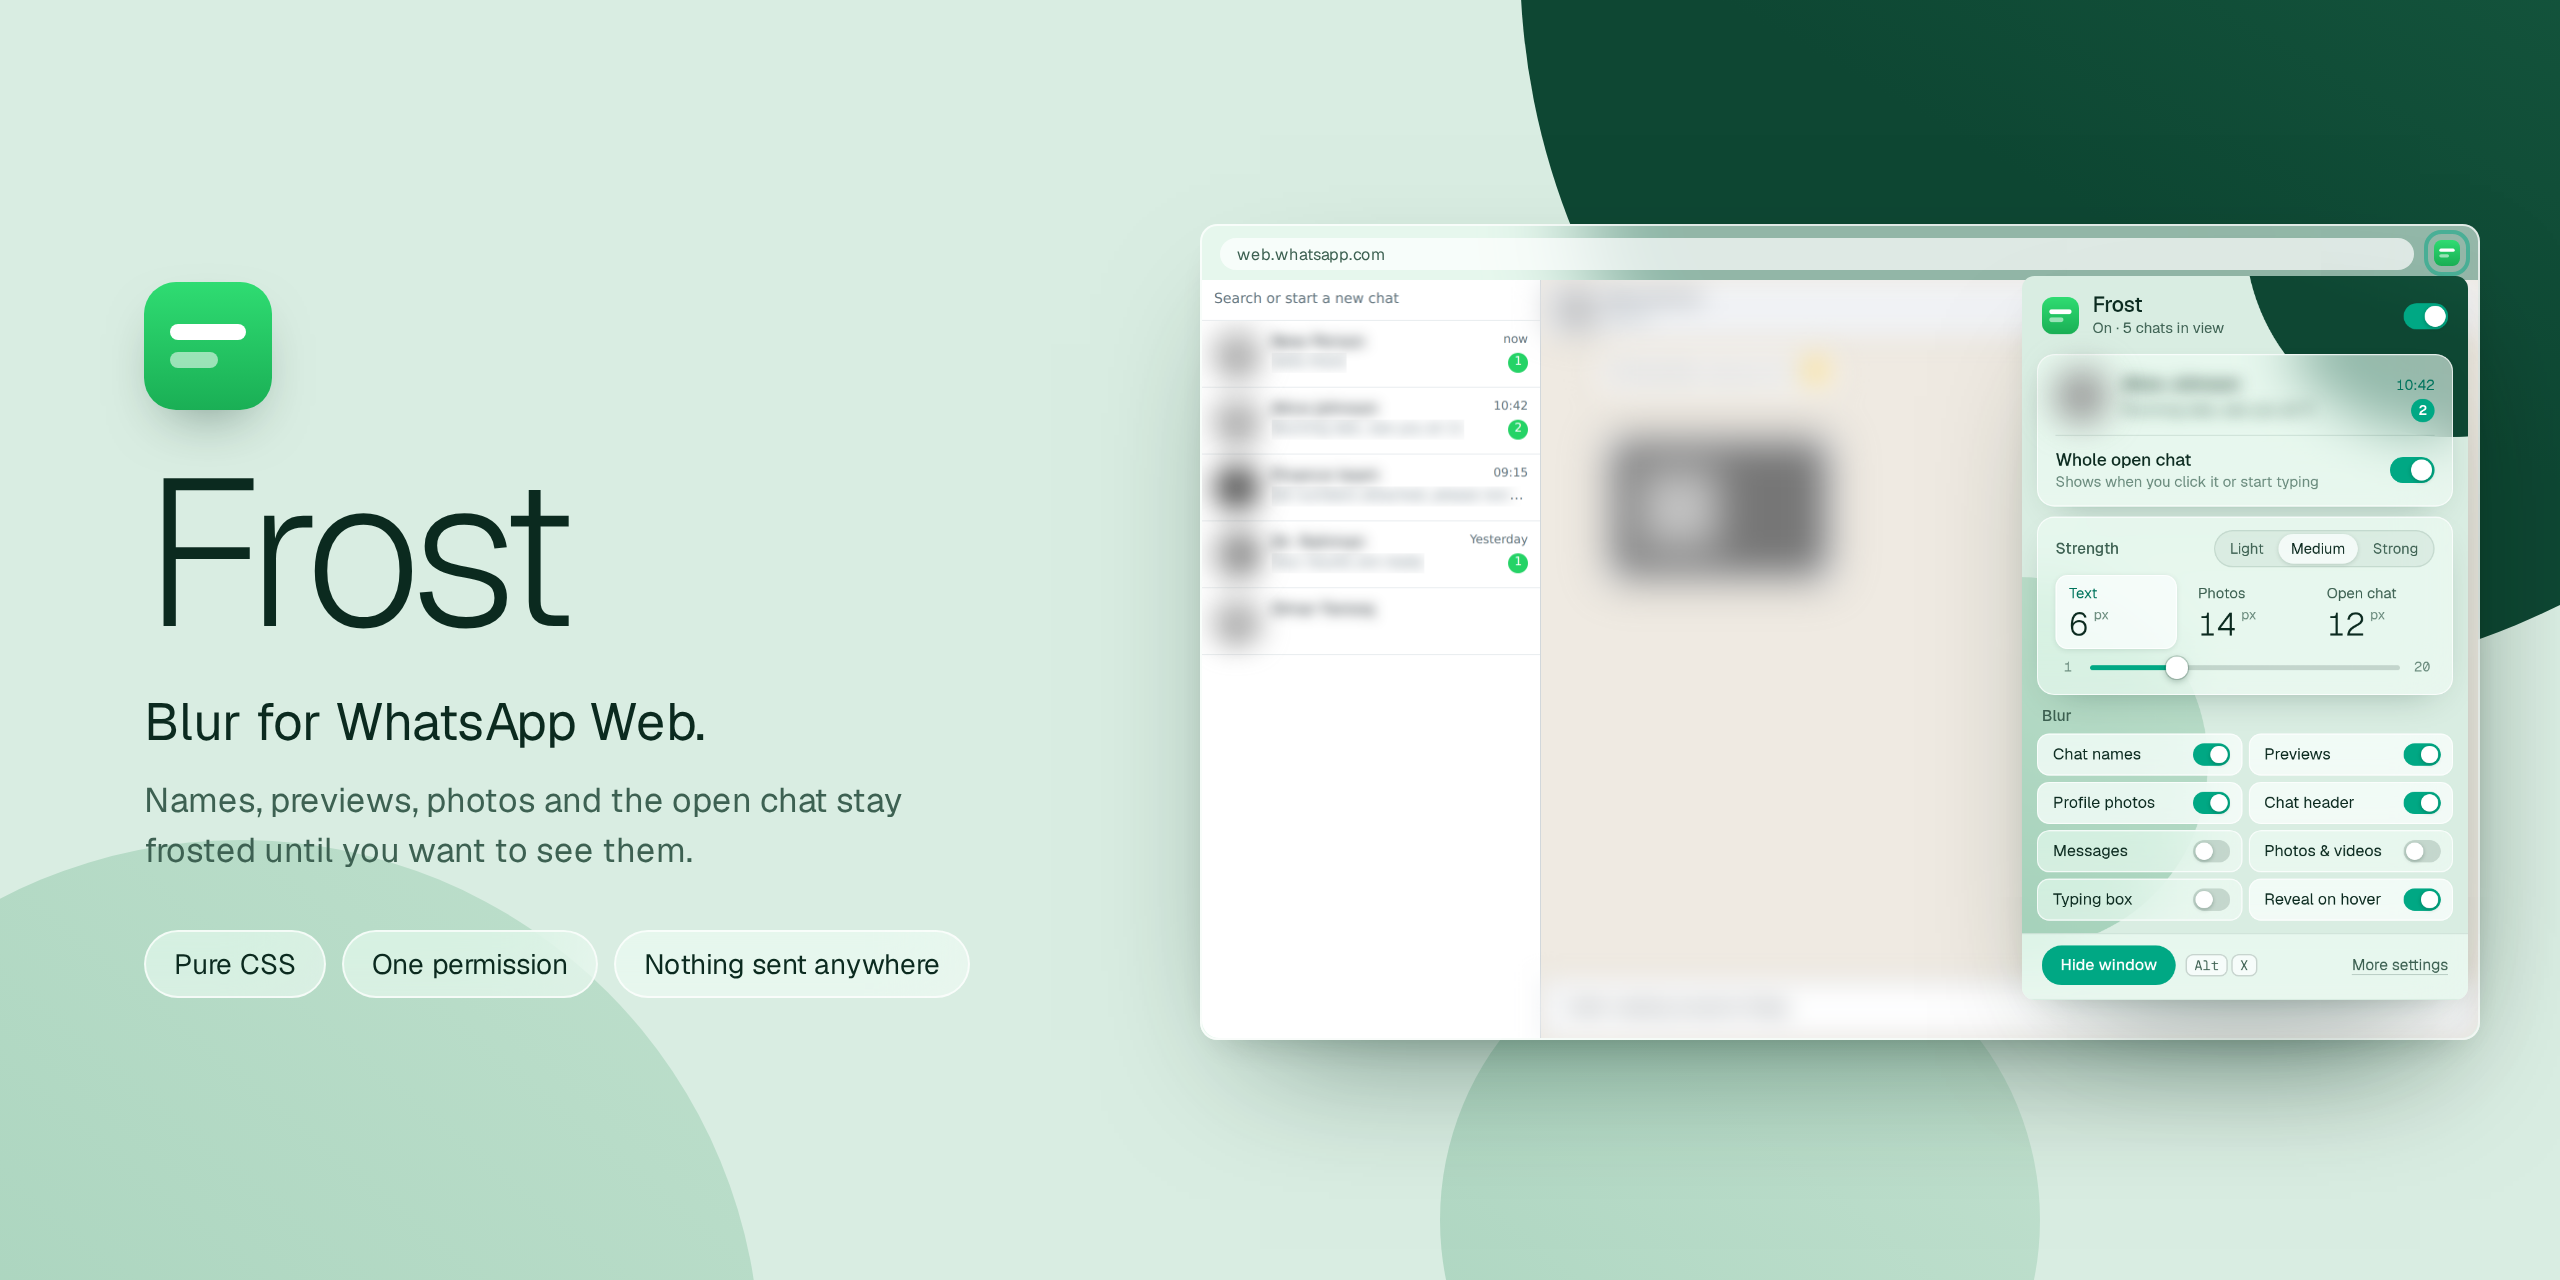 Frost
Blur for WhatsApp Web.
Names, previews, photos and the open chat stay
frosted until you want to see them.
Pure CSS
One permission
Nothing sent anywhere
web.whatsapp.com
Search or start a new chat
now
1
10:42
2
09:15
...
Yesterday
1
Frost
On · 5 chats in view
10:42
2
Whole open chat
Shows when you click it or start typing
Strength
Light Medium Strong
Text Photos Open chat
6 px 14 px 12 px
1 20
Blur
Chat names Previews
Profile photos Chat header
Messages Photos & videos
Typing box Reveal on hover
Hide window Alt X More settings